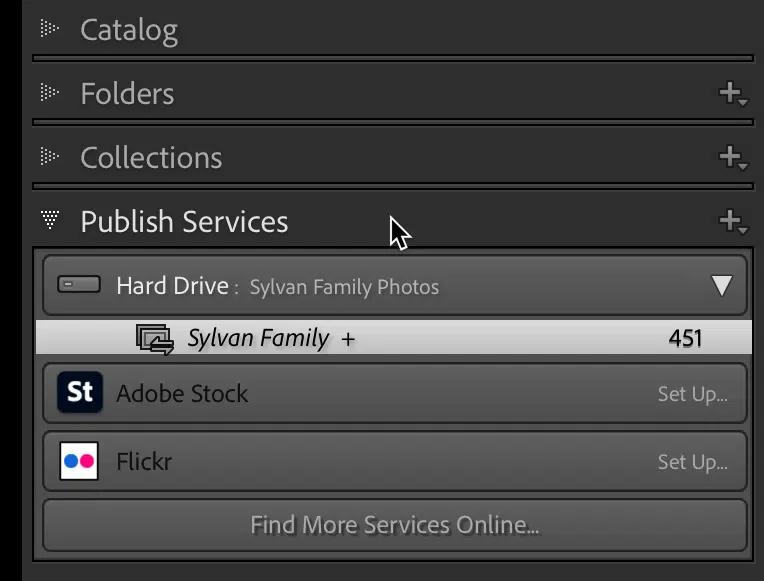 Catalog
Folders +
Collections +
Publish Services +
Hard Drive : Sylvan Family Photos
Sylvan Family + 451
St Adobe Stock Set Up...
Flickr Set Up...
Find More Services Online...